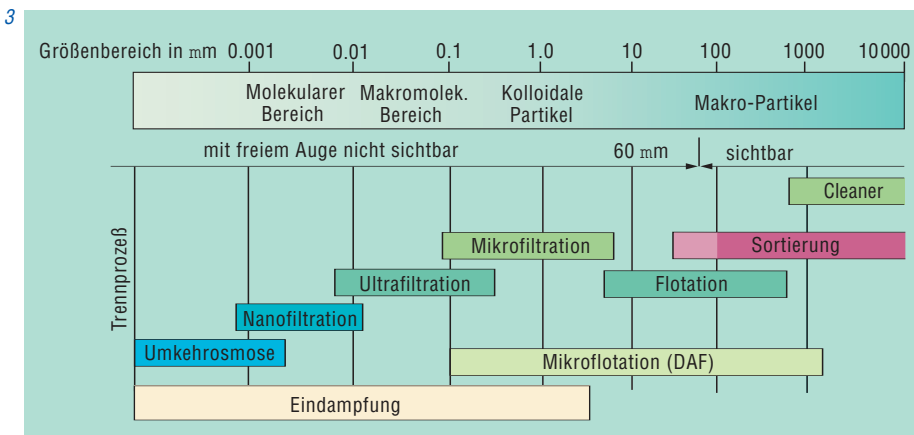 3
Größenbereich in mm 0.001 0.01 0.1 1.0 10 100 1000 10000
Molekularer Bereich
Makromolek. Bereich
Kolloidale Partikel
Makro-Partikel
mit freiem Auge nicht sichtbar 60 mm sichtbar
Trennprozeß
Cleaner
Mikrofiltration
Sortierung
Ultrafiltration
Flotation
Nanofiltration
Umkehrosmose
Mikroflotation (DAF)
Eindampfung